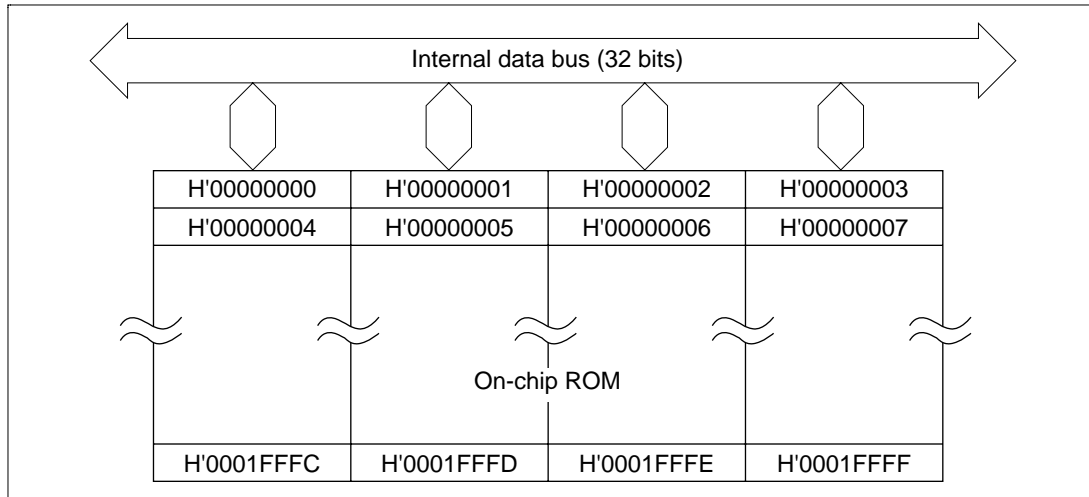 Internal data bus (32 bits)
H'00000000 H'00000001 H'00000002 H'00000003
H'00000004 H'00000005 H'00000006 H'00000007
On-chip ROM
H'0001FFFC H'0001FFFD H'0001FFFE H'0001FFFF